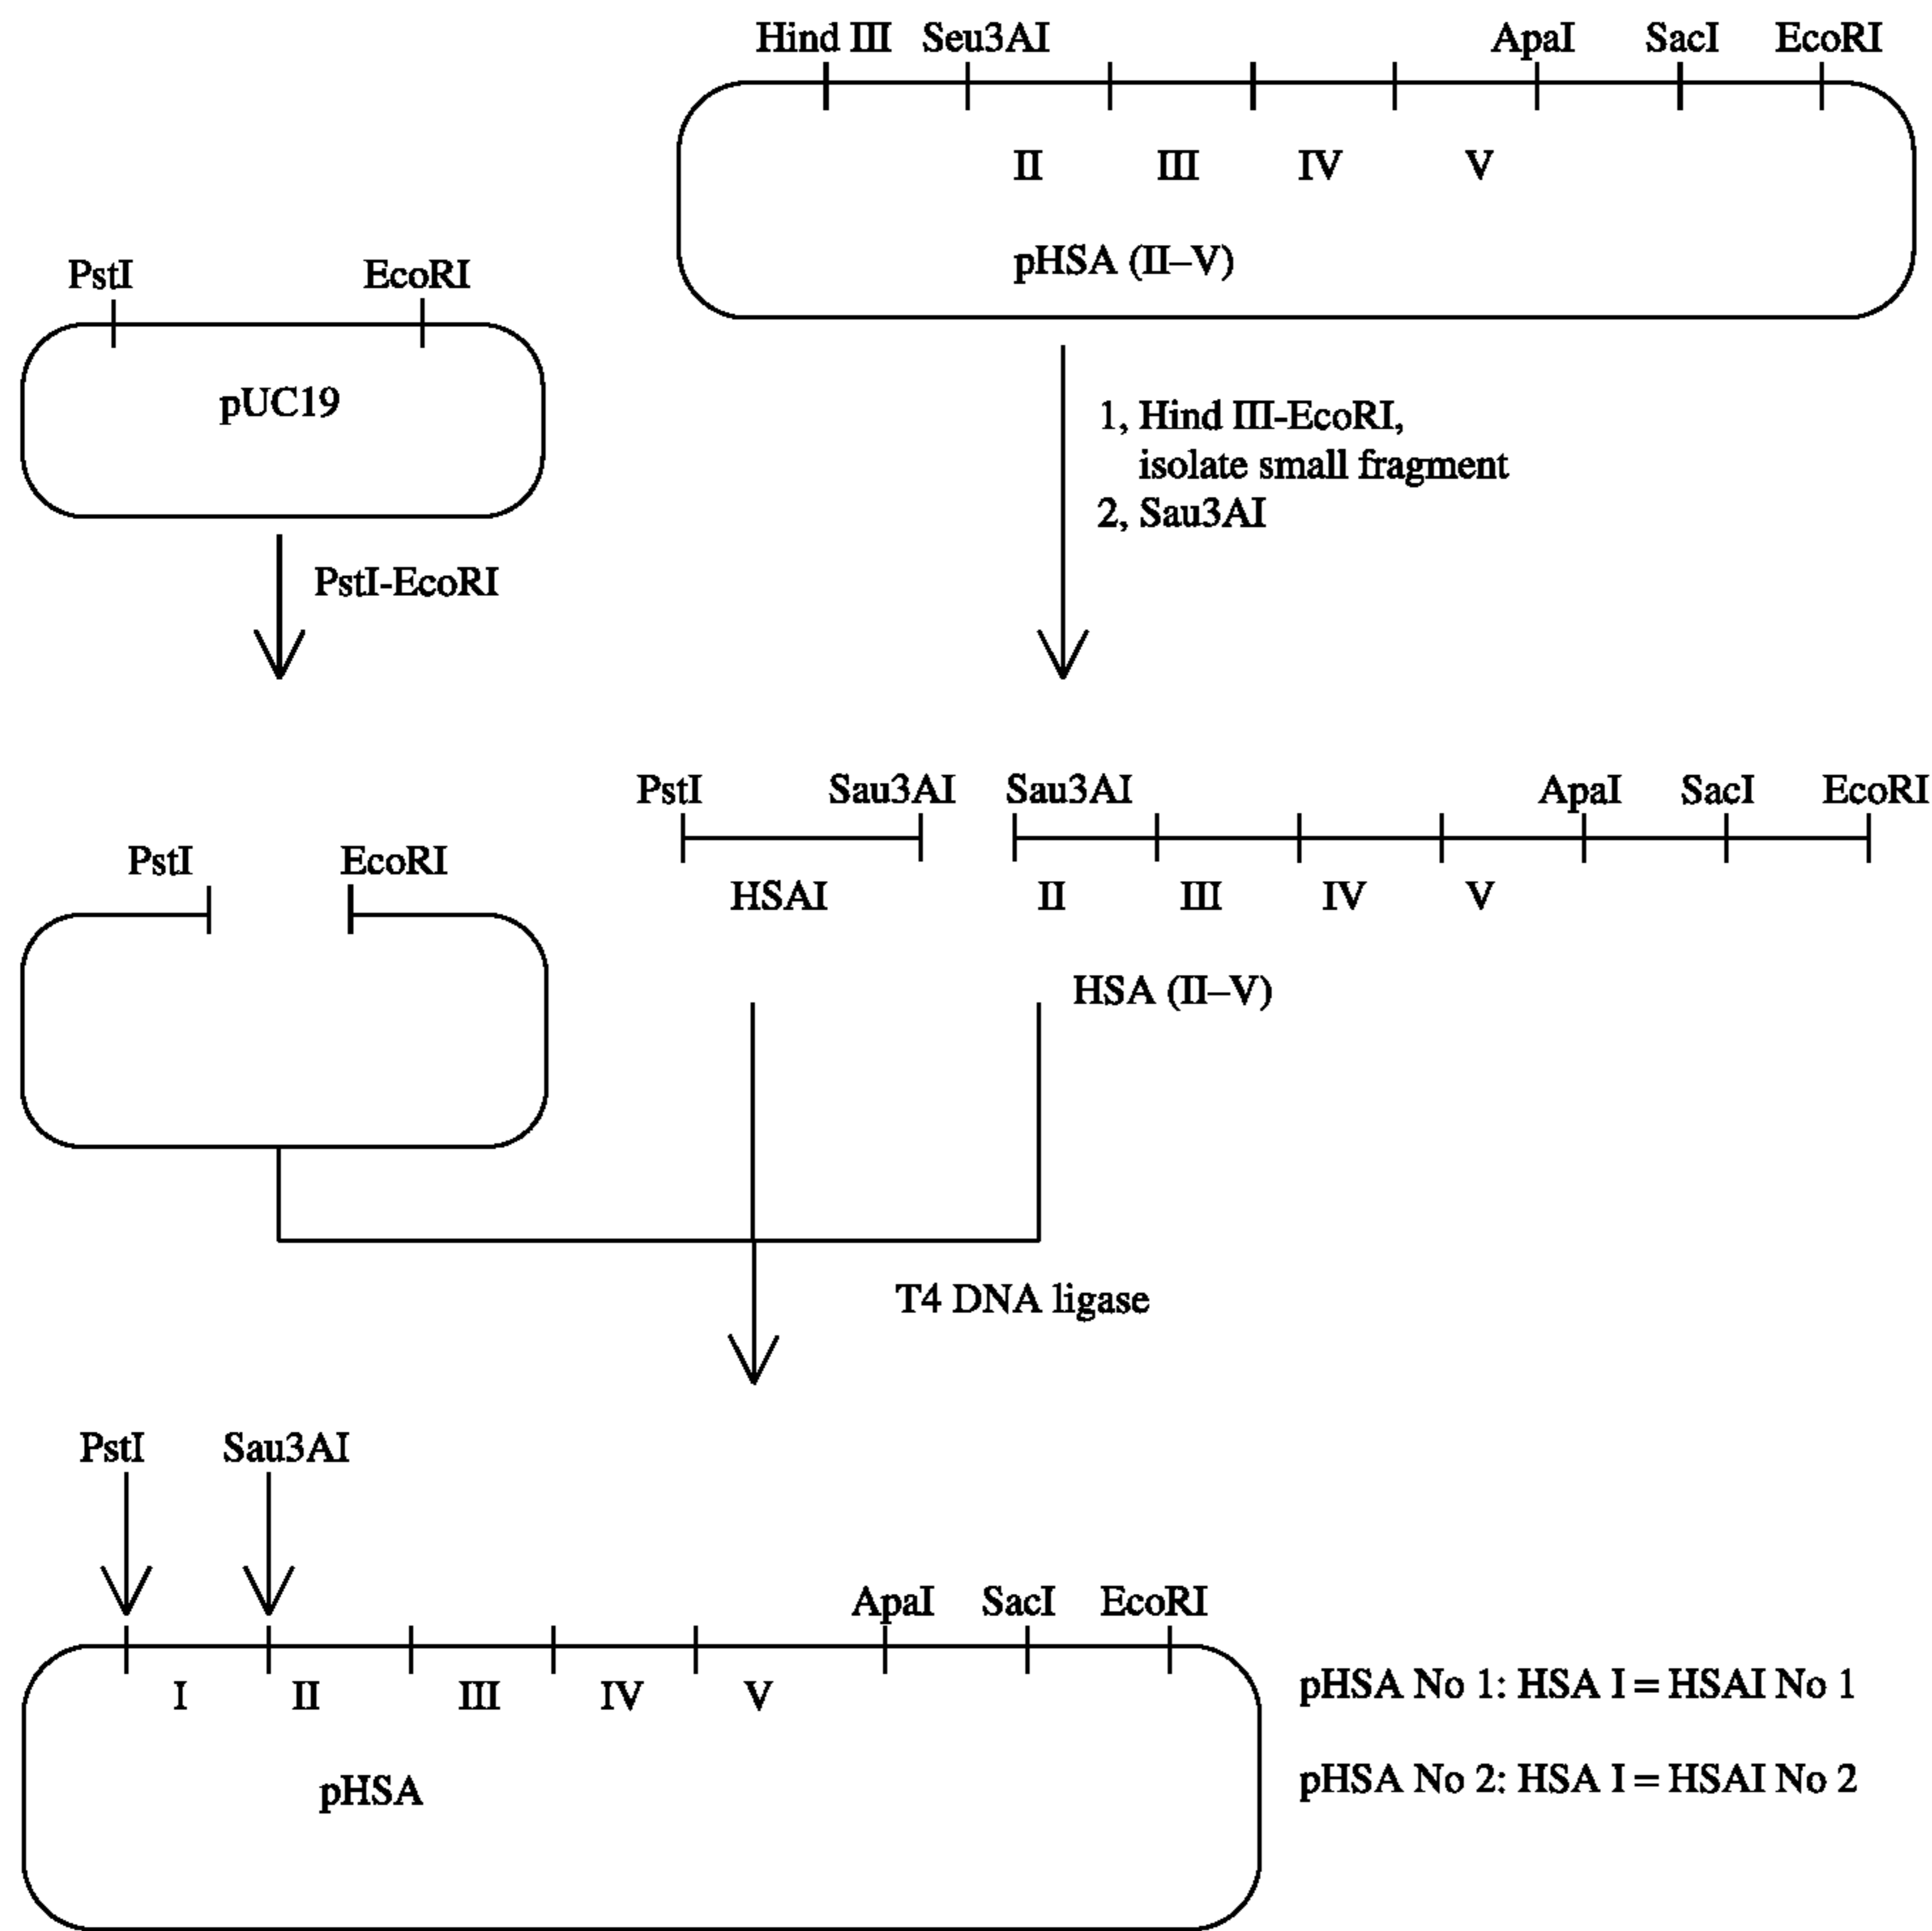 Hind III Seu3AI ApaI SacI EcoRI
II III IV V
pHSA (II–V)
PstI EcoRI
pUC19
1, Hind III-EcoRI,
isolate small fragment
2, Sau3AI
PstI-EcoRI
PstI Sau3AI Sau3AI ApaI SacI EcoRI
PstI EcoRI
HSAI II III IV V
HSA (II–V)
T4 DNA ligase
PstI Sau3AI
ApaI SacI EcoRI
I II III IV V
pHSA No 1: HSA I = HSAI No 1
pHSA No 2: HSA I = HSAI No 2
pHSA